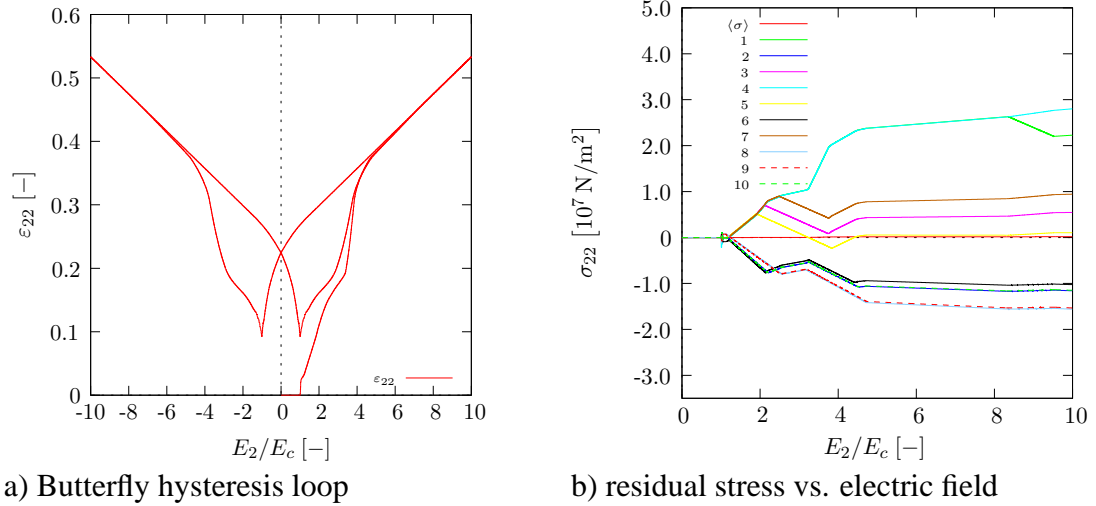 0.6
0.5
0.4
0.3
0.2
0.1
0
ε22 [−]
-10 -8 -6 -4 -2 0 2 4 6 8 10
E2/Ec [−]
ε22
a) Butterfly hysteresis loop
5.0
4.0
3.0
2.0
1.0
0
-1.0
-2.0
-3.0
σ22 [10^7 N/m^2]
⟨σ⟩
1
2
3
4
5
6
7
8
9
10
0 2 4 6 8 10
E2/Ec [−]
b) residual stress vs. electric field